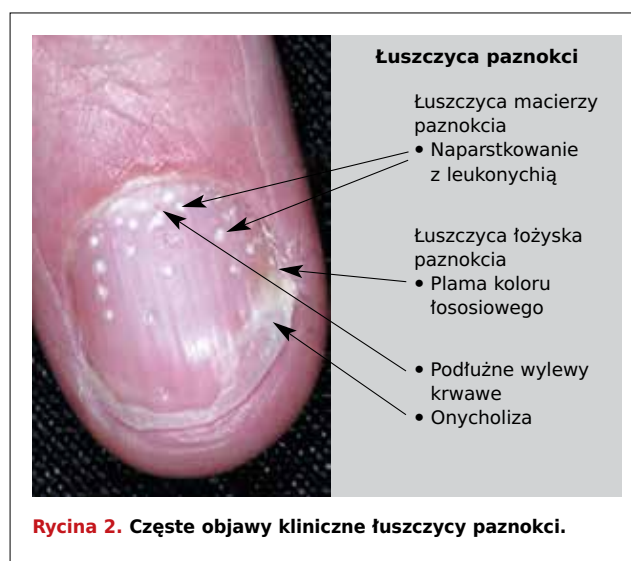 Łuszczyca paznokci
Łuszczyca macierzy
paznokcia
• Naparstkowanie
z leukonychią
Łuszczyca łożyska
paznokcia
• Plama koloru
łososiowego
• Podłużne wylewy
krwawe
• Onycholiza
Rycina 2. Częste objawy kliniczne łuszczycy paznokci.